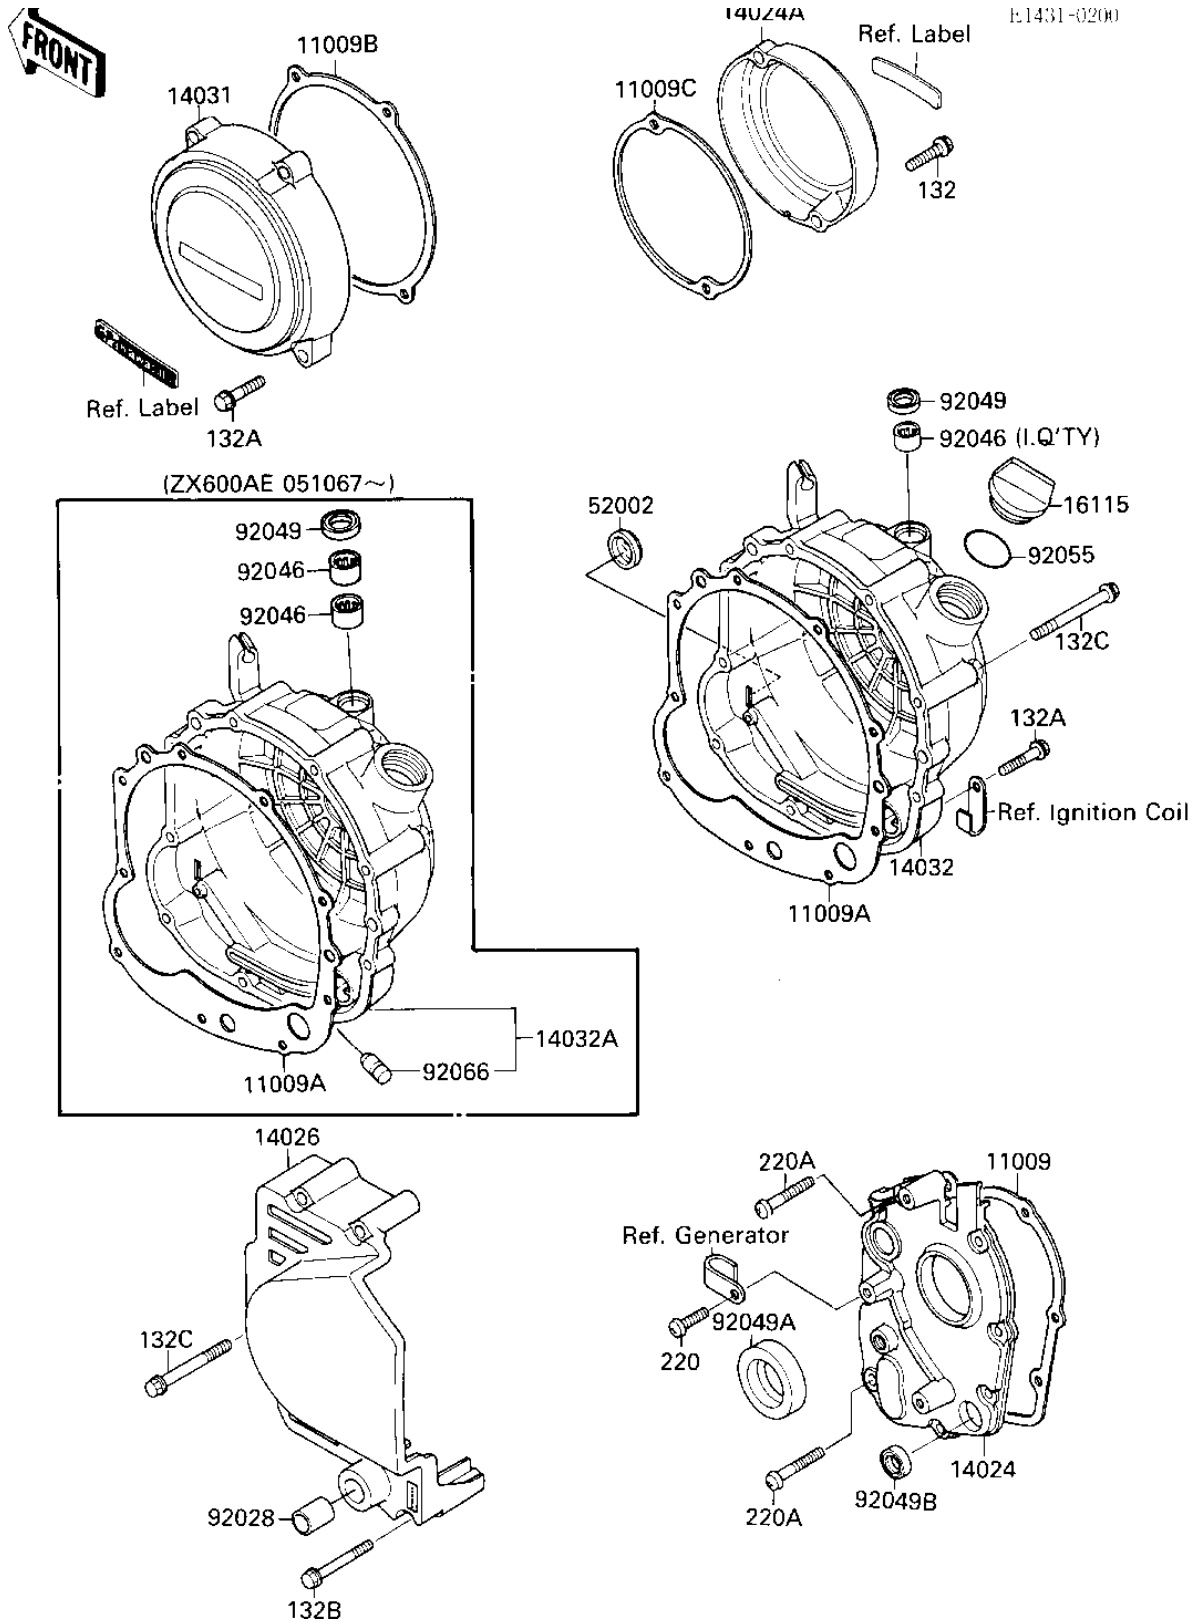 FRONT
11009B
14031
14024A
E1431-0200
Ref. Label
11009C
132
Ref. Label
132A
92049
92046 (I.Q'TY)
16115
92055
52002
132C
132A
Ref. Ignition Coil
14032
11009A
(ZX600AE 051067~)
92049
92046
92046
14032A
92066
11009A
14026
132C
92028
132B
220A
11009
Ref. Generator
92049A
220
14024
92049B
220A